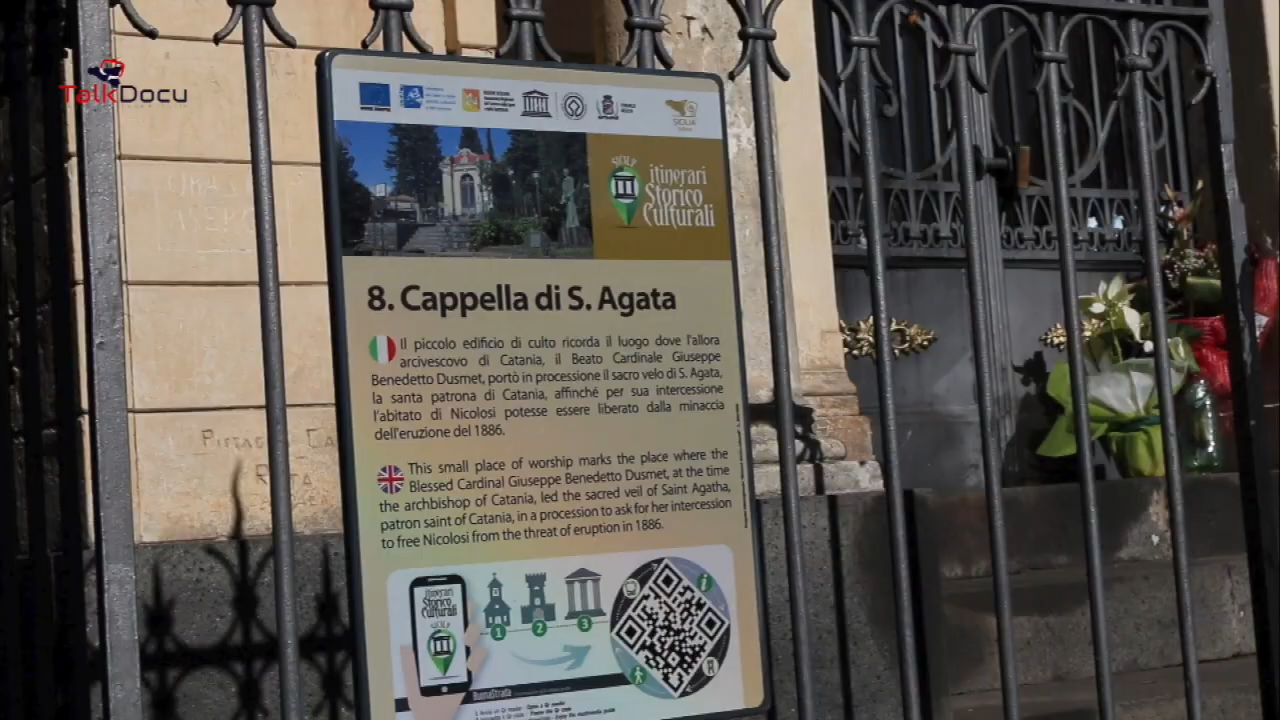 TalkDocu
SICILIA
SICILY
itinerari
Storico
Culturali
8. Cappella di S. Agata
Il piccolo edificio di culto ricorda il luogo dove l'allora
arcivescovo di Catania, il Beato Cardinale Giuseppe
Benedetto Dusmet, portò in processione il sacro velo di S. Agata,
la santa patrona di Catania, affinché per sua intercessione
l'abitato di Nicolosi potesse essere liberato dalla minaccia
dell'eruzione del 1886.
This small place of worship marks the place where the
Blessed Cardinal Giuseppe Benedetto Dusmet, at the time
the archbishop of Catania, led the sacred veil of Saint Agatha,
patron saint of Catania, in a procession to ask for her intercession
to free Nicolosi from the threat of eruption in 1886.
itinerari
Storico
Culturali
SICILY
1 2 3
BuonaStrada